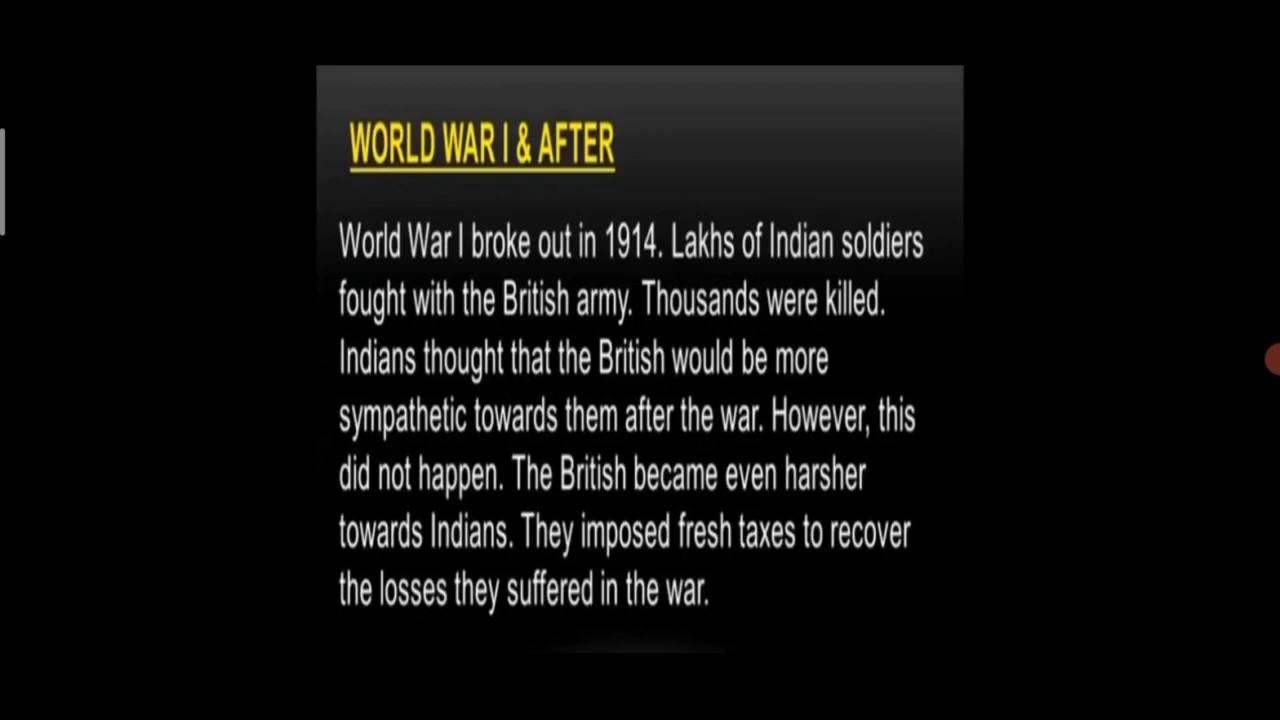 WORLD WAR I & AFTER
World War I broke out in 1914. Lakhs of Indian soldiers
fought with the British army. Thousands were killed.
Indians thought that the British would be more
sympathetic towards them after the war. However, this
did not happen. The British became even harsher
towards Indians. They imposed fresh taxes to recover
the losses they suffered in the war.